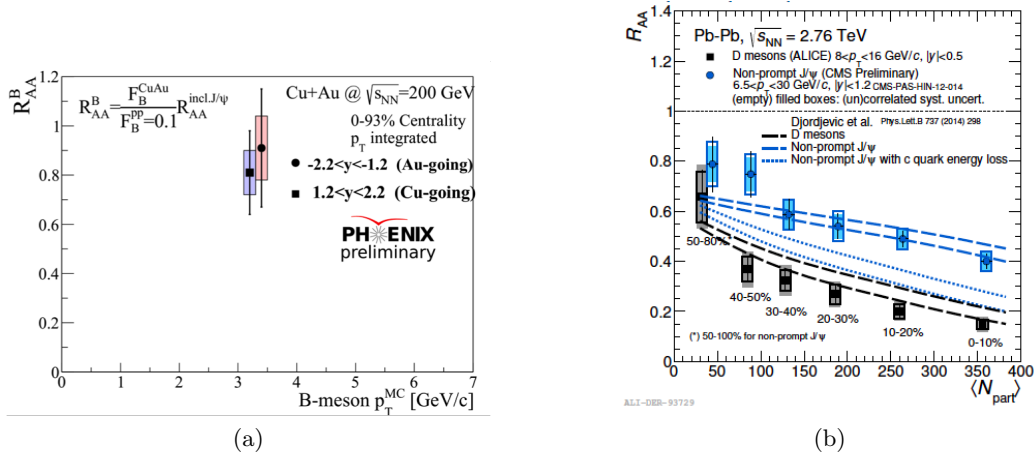 R^B_AA
1.2
1
0.8
0.6
0.4
0.2
0
R^B_AA = F^CuAu_B / F^pp_B=0.1 R^incl.J/ψ_AA
Cu+Au @ √s_NN=200 GeV
0-93% Centrality
p_T integrated
-2.2<y<-1.2 (Au-going)
1.2<y<2.2 (Cu-going)
PHENIX
preliminary
0 1 2 3 4 5 6 7
B-meson p^MC_T [GeV/c]
(a)
R_AA
1.4
1.2
1
0.8
0.6
0.4
0.2
0
Pb-Pb, √s_NN = 2.76 TeV
D mesons (ALICE) 8<p_T<16 GeV/c, |y|<0.5
Non-prompt J/ψ (CMS Preliminary)
6.5<p_T<30 GeV/c, |y|<1.2 CMS-PAS-HIN-12-014
(empty) filled boxes: (un)correlated syst. uncert.
Djordjevic et al. Phys.Lett.B 737 (2014) 298
D mesons
Non-prompt J/ψ
Non-prompt J/ψ with c quark energy loss
50-80%*
40-50%
30-40%
20-30%
10-20%
0-10%
(*) 50-100% for non-prompt J/ψ
0 50 100 150 200 250 300 350 400
⟨N_part⟩
ALI-DER-93729
(b)